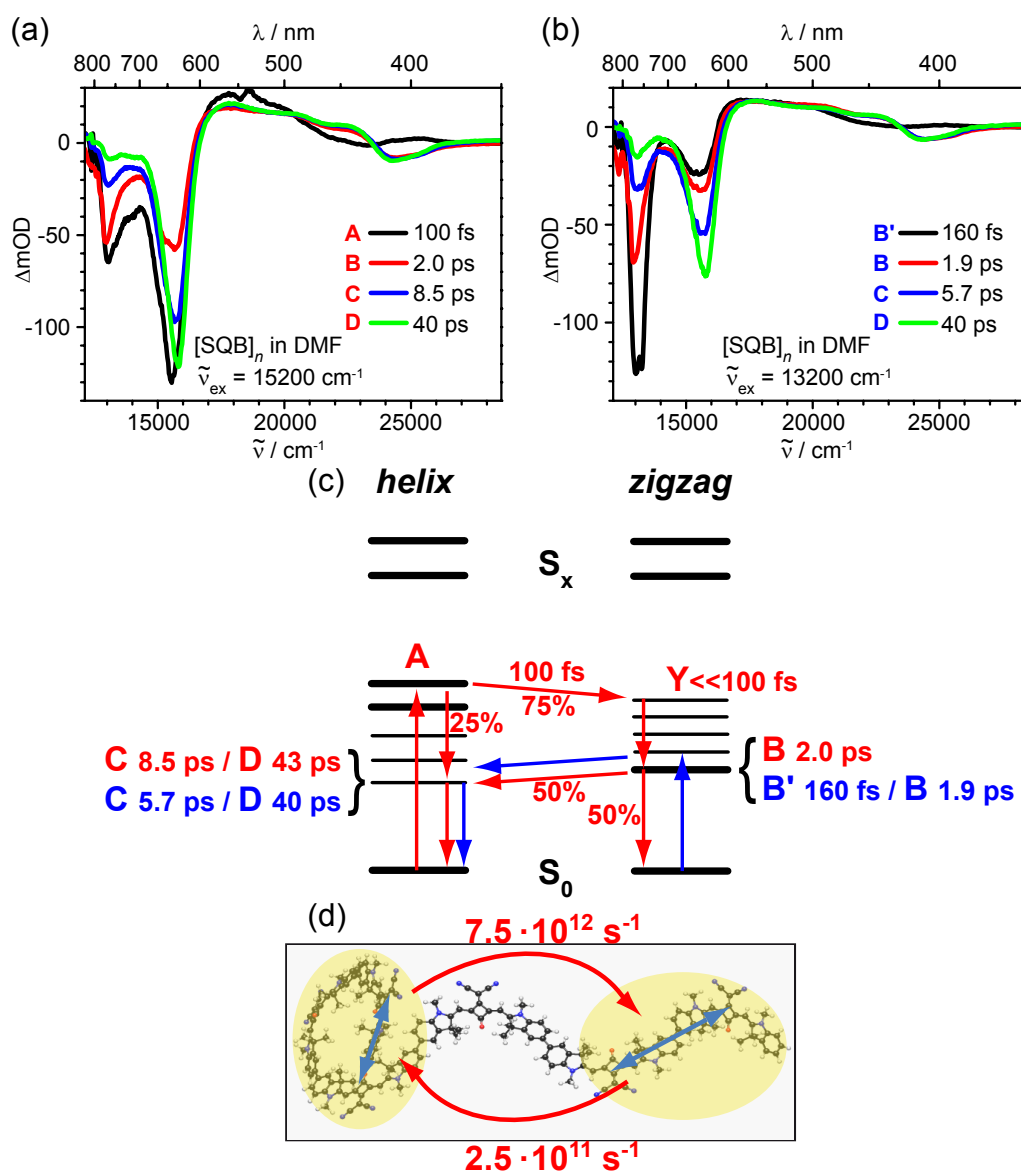 (a)
λ / nm
800 700 600 500 400
0
-50
-100
ΔmOD
A 100 fs
B 2.0 ps
C 8.5 ps
D 40 ps
[SQB]n in DMF
ν̃ex = 15200 cm-1
15000 20000 25000
ν̃ / cm-1
(b)
λ / nm
800 700 600 500 400
0
-50
-100
ΔmOD
B' 160 fs
B 1.9 ps
C 5.7 ps
D 40 ps
[SQB]n in DMF
ν̃ex = 13200 cm-1
15000 20000 25000
ν̃ / cm-1
(c)
helix zigzag
Sx
A
100 fs
75%
Y<<100 fs
25%
C 8.5 ps / D 43 ps
C 5.7 ps / D 40 ps
B 2.0 ps
B' 160 fs / B 1.9 ps
50%
50%
S0
(d)
7.5 · 10¹² s⁻¹
2.5 · 10¹¹ s⁻¹